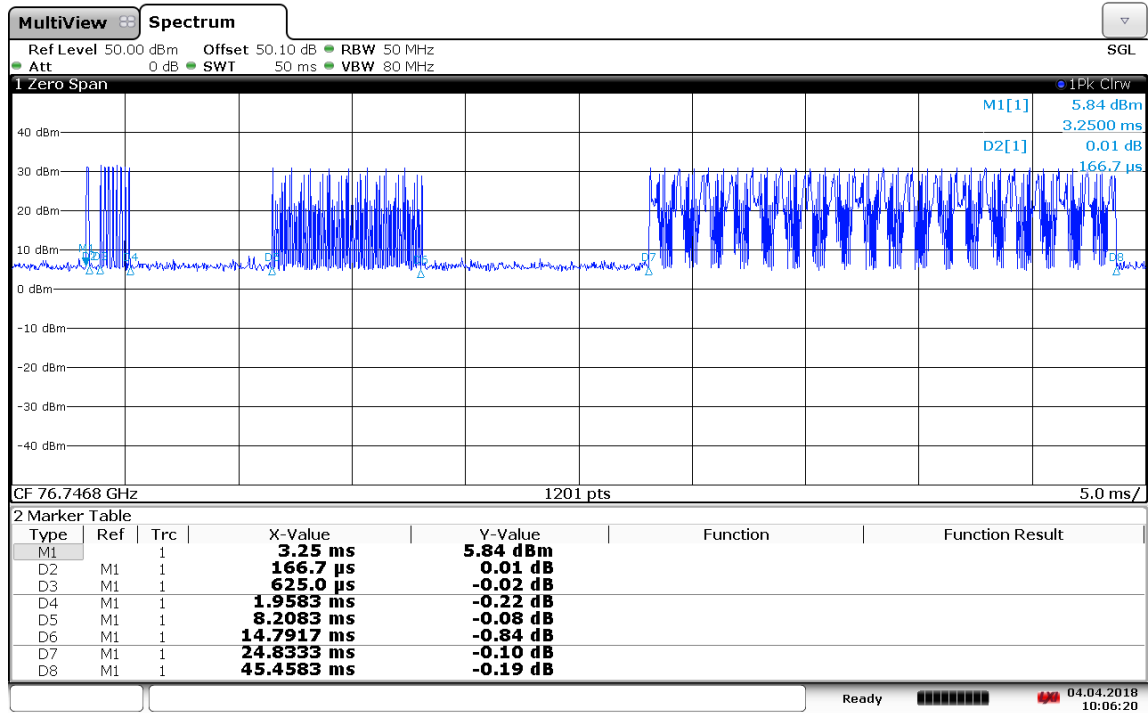 MultiView Spectrum
Ref Level 50.00 dBm Offset 50.10 dB RBW 50 MHz
SGL
Att 0 dB SWT 50 ms VBW 80 MHz
1 Zero Span
1Pk Clrw
M1[1] 5.84 dBm
3.2500 ms
D2[1] 0.01 dB
166.7 µs
40 dBm
30 dBm
20 dBm
10 dBm
0 dBm
-10 dBm
-20 dBm
-30 dBm
-40 dBm
D7
D8
CF 76.7468 GHz 1201 pts 5.0 ms/
2 Marker Table
Type Ref Trc X-Value Y-Value Function Function Result
M1 1 3.25 ms 5.84 dBm
D2 M1 1 166.7 µs 0.01 dB
D3 M1 1 625.0 µs -0.02 dB
D4 M1 1 1.9583 ms -0.22 dB
D5 M1 1 8.2083 ms -0.08 dB
D6 M1 1 14.7917 ms -0.84 dB
D7 M1 1 24.8333 ms -0.10 dB
D8 M1 1 45.4583 ms -0.19 dB
Ready
04.04.2018
10:06:20